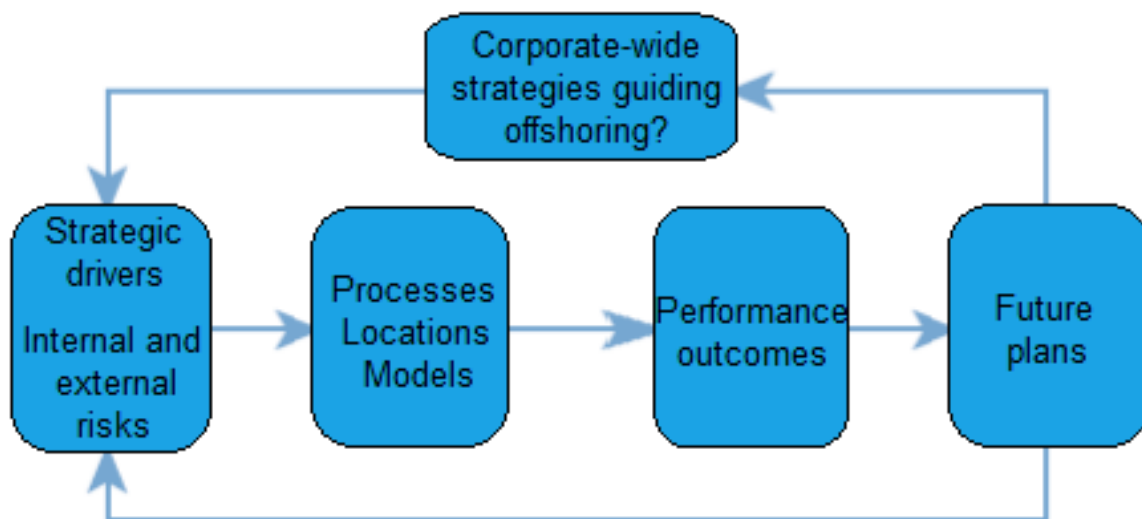 Corporate-wide
strategies guiding
offshoring?
Strategic
drivers
Internal and
external
risks
Processes
Locations
Models
Performance
outcomes
Future
plans